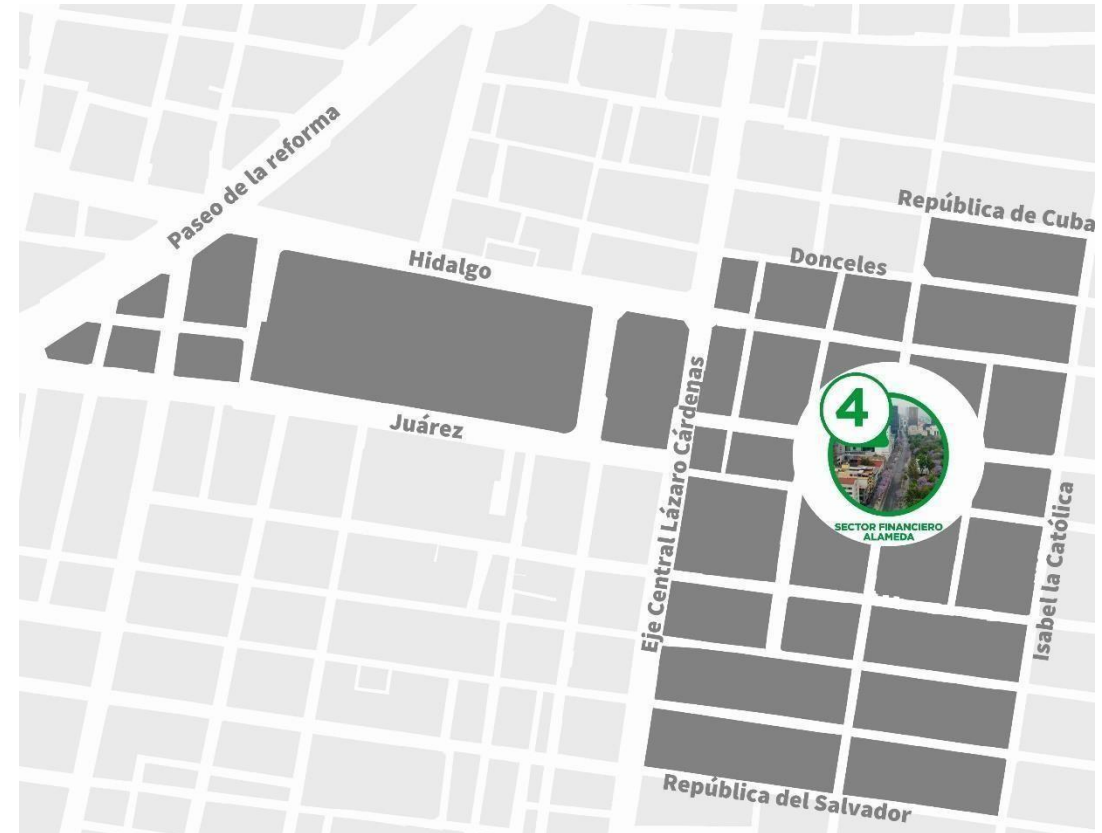 Paseo de la reforma
República de Cuba
Hidalgo
Donceles
Juárez
Eje Central Lázaro Cárdenas
4
SECTOR FINANCIERO
ALAMEDA
Isabel la Católica
República del Salvador